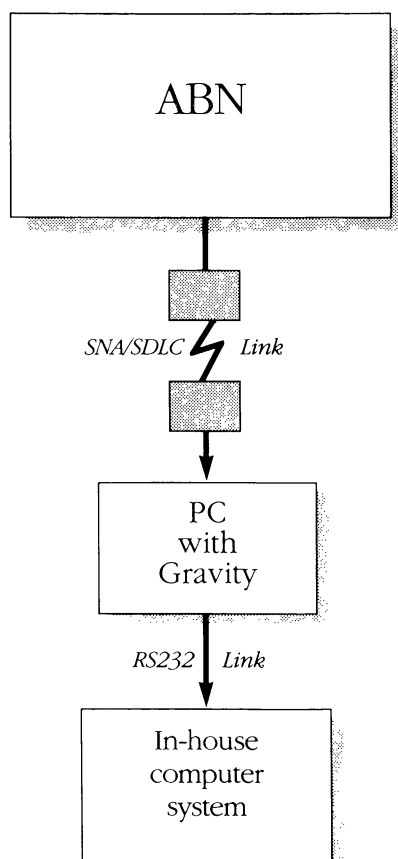 ABN
SNA/SDLC Link
PC
with
Gravity
RS232 Link
In-house
computer
system